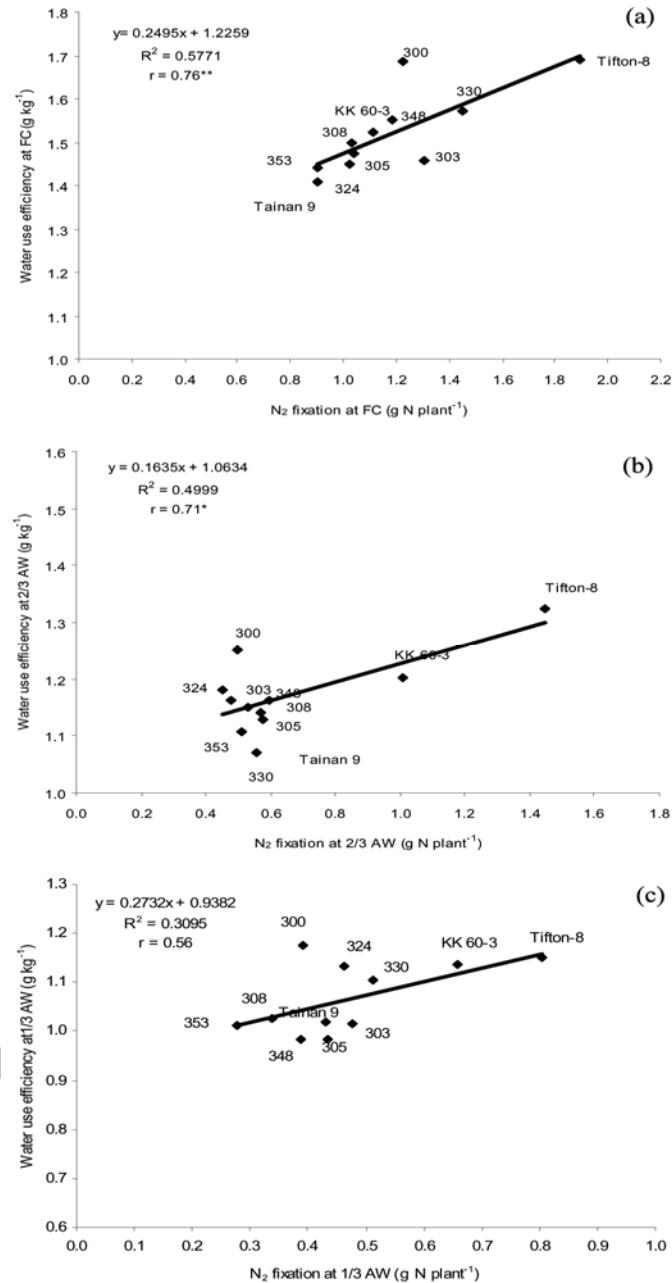 (a)
y= 0.2495x + 1.2259
R² = 0.5771
r = 0.76**
1.8
1.7
1.6
1.5
1.4
1.3
1.2
1.1
1.0
Water use efficiency at FC(g kg⁻¹)
300
Tifton-8
330
KK 60-3
348
308
353
305
303
324
Tainan 9
0.0 0.2 0.4 0.6 0.8 1.0 1.2 1.4 1.6 1.8 2.0 2.2
N₂ fixation at FC (g N plant⁻¹)
(b)
y = 0.1635x + 1.0634
R² = 0.4999
r = 0.71*
1.6
1.5
1.4
1.3
1.2
1.1
1.0
Water use efficiency at 2/3 AW (g kg⁻¹)
Tifton-8
300
KK 60-3
324
303
348
308
305
353
Tainan 9
330
0.0 0.2 0.4 0.6 0.8 1.0 1.2 1.4 1.6 1.8
N₂ fixation at 2/3 AW (g N plant⁻¹)
(c)
y = 0.2732x + 0.9382
R² = 0.3095
r = 0.56
1.3
1.2
1.1
1.0
0.9
0.8
0.7
0.6
Water use efficiency at1/3 AW (g kg⁻¹)
300
324
KK 60-3
Tifton-8
330
308
Tainan 9
353
303
348
305
0.0 0.1 0.2 0.3 0.4 0.5 0.6 0.7 0.8 0.9 1.0
N₂ fixation at 1/3 AW (g N plant⁻¹)